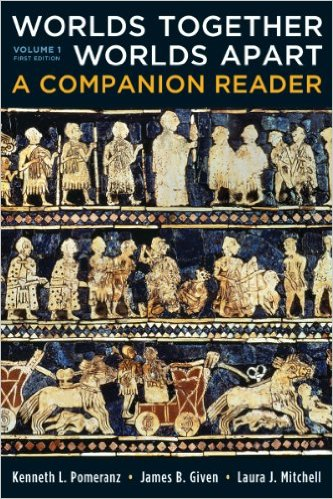 WORLDS TOGETHER
VOLUME 1
FIRST EDITION
WORLDS APART
A COMPANION READER
Kenneth L. Pomeranz • James B. Given • Laura J. Mitchell